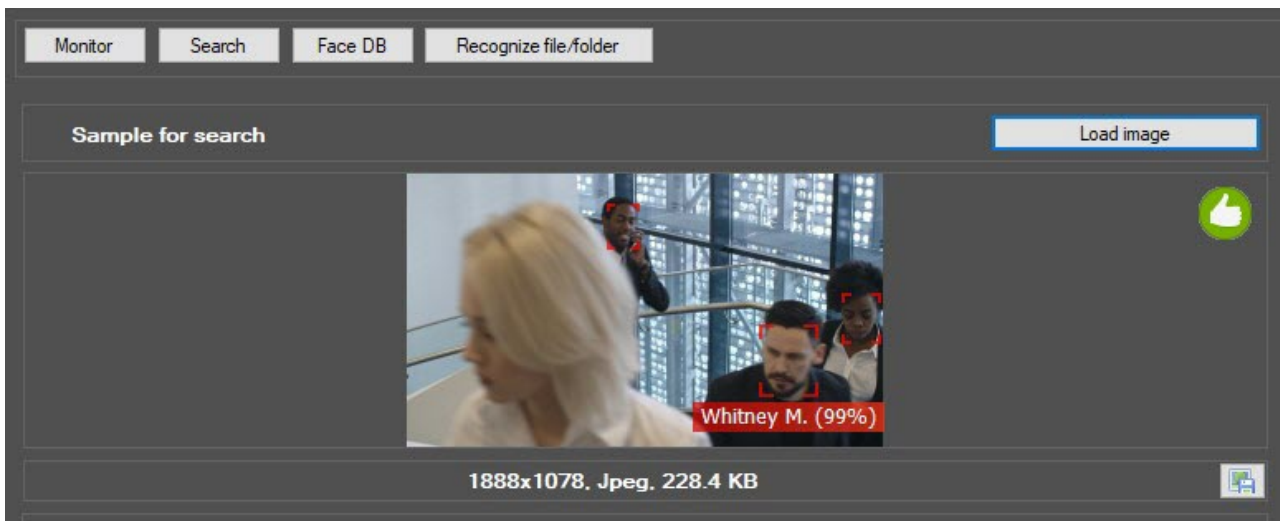 Monitor Search Face DB Recognize file/folder
Sample for search Load image
Whitney M. (99%)
1888x1078, Jpeg, 228.4 KB